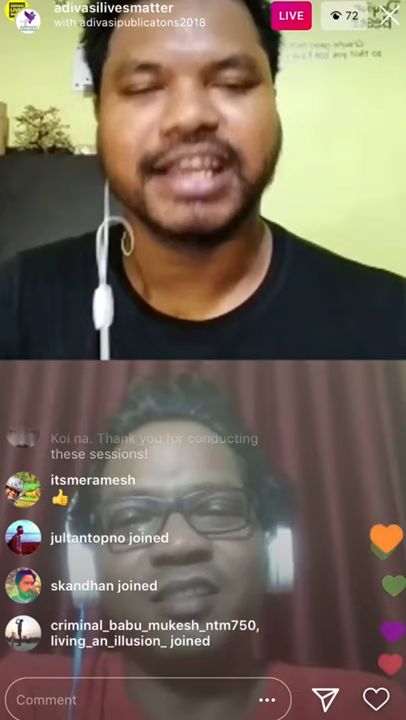 adivasilivesmatter
with adivasipublicatons2018
LIVE
72
Koi na. Thank you for conducting
these sessions!
itsmeramesh
👍
jultantopno joined
skandhan joined
criminal_babu_mukesh_ntm750,
living_an_illusion_ joined
Comment